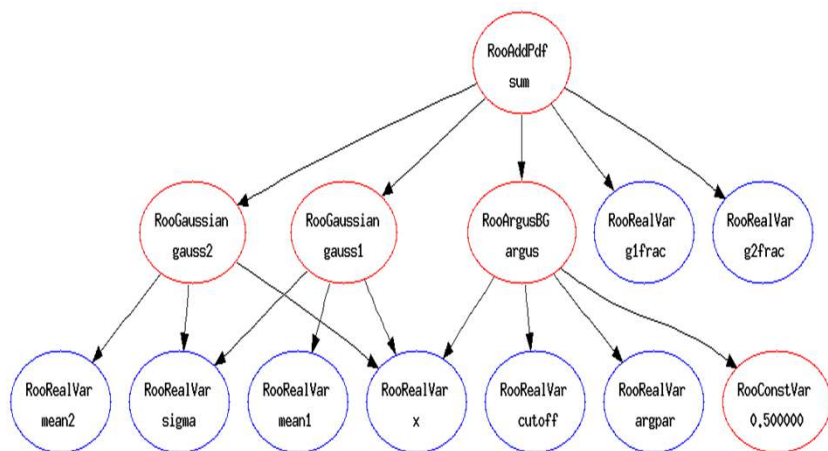 RooAddPdf
sum
RooGaussian
gauss2
RooGaussian
gauss1
RooArgusBG
argus
RooRealVar
g1frac
RooRealVar
g2frac
RooRealVar
mean2
RooRealVar
sigma
RooRealVar
mean1
RooRealVar
x
RooRealVar
cutoff
RooRealVar
argpar
RooConstVar
0.500000